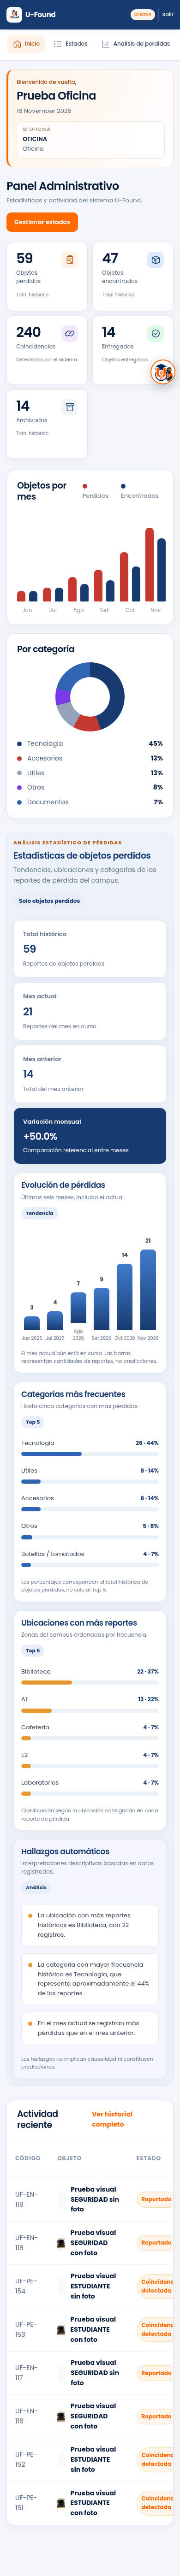 U-Found
OFICINA
Salir
Inicio
Estados
Analisis de perdidas
Bienvenido de vuelta,
Prueba Oficina
16 November 2026
ID OFICINA
OFICINA
Oficina
Panel Administrativo
Estadisticas y actividad del sistema U-Found.
Gestionar estados
59
Objetos
perdidos
Total historico
47
Objetos
encontrados
Total historico
240
Coincidencias
Detectadas por el sistema
14
Entregados
Objetos entregados
14
Archivados
Total historico
Objetos por
mes
Perdidos
Encontrados
Jun
Jul
Ago
Set
Oct
Nov
Por categoria
Tecnologia
45%
Accesorios
13%
Utiles
13%
Otros
8%
Documentos
7%
ANÁLISIS ESTADÍSTICO DE PÉRDIDAS
Estadísticas de objetos perdidos
Tendencias, ubicaciones y categorías de los
reportes de pérdida del campus.
Solo objetos perdidos
Total histórico
59
Reportes de objetos perdidos
Mes actual
21
Reportes del mes en curso
Mes anterior
14
Total del mes anterior
Variación mensual
+50.0%
Comparación referencial entre meses
Evolución de pérdidas
Últimos seis meses, incluido el actual.
Tendencia
3
4
7
9
14
21
Jun 2026
Jul 2026
Ago
2026
Set 2026
Oct 2026
Nov 2026
El mes actual aún está en curso. Las barras
representan cantidades de reportes, no predicciones.
Categorías más frecuentes
Hasta cinco categorías con más pérdidas.
Top 5
Tecnologia
26 · 44%
Utiles
8 · 14%
Accesorios
8 · 14%
Otros
5 · 8%
Botellas / tomatodos
4 · 7%
Los porcentajes corresponden al total histórico de
objetos perdidos, no solo al Top 5.
Ubicaciones con más reportes
Zonas del campus ordenadas por frecuencia.
Top 5
Biblioteca
22 · 37%
A1
13 · 22%
Cafeteria
4 · 7%
E2
4 · 7%
Laboratorios
4 · 7%
Clasificación según la ubicación consignada en cada
reporte de pérdida.
Hallazgos automáticos
Interpretaciones descriptivas basadas en datos
registrados.
Análisis
La ubicación con más reportes
históricos es Biblioteca, con 22
registros.
La categoría con mayor frecuencia
histórica es Tecnologia, que
representa aproximadamente el 44%
de los reportes.
En el mes actual se registran más
pérdidas que en el mes anterior.
Los hallazgos no implican causalidad ni constituyen
predicciones.
Actividad
reciente
Ver historial
completo
CÓDIGO
OBJETO
ESTADO
UF-EN-
119
Prueba visual
SEGURIDAD sin
foto
Reportado
UF-EN-
118
Prueba visual
SEGURIDAD
con foto
Reportado
UF-PE-
154
Prueba visual
ESTUDIANTE
sin foto
Coincidenc
detectada
UF-PE-
153
Prueba visual
ESTUDIANTE
con foto
Coincidenc
detectada
UF-EN-
117
Prueba visual
SEGURIDAD sin
foto
Reportado
UF-EN-
116
Prueba visual
SEGURIDAD
con foto
Reportado
UF-PE-
152
Prueba visual
ESTUDIANTE
sin foto
Coincidenc
detectada
UF-PE-
151
Prueba visual
ESTUDIANTE
con foto
Coincidenc
detectada